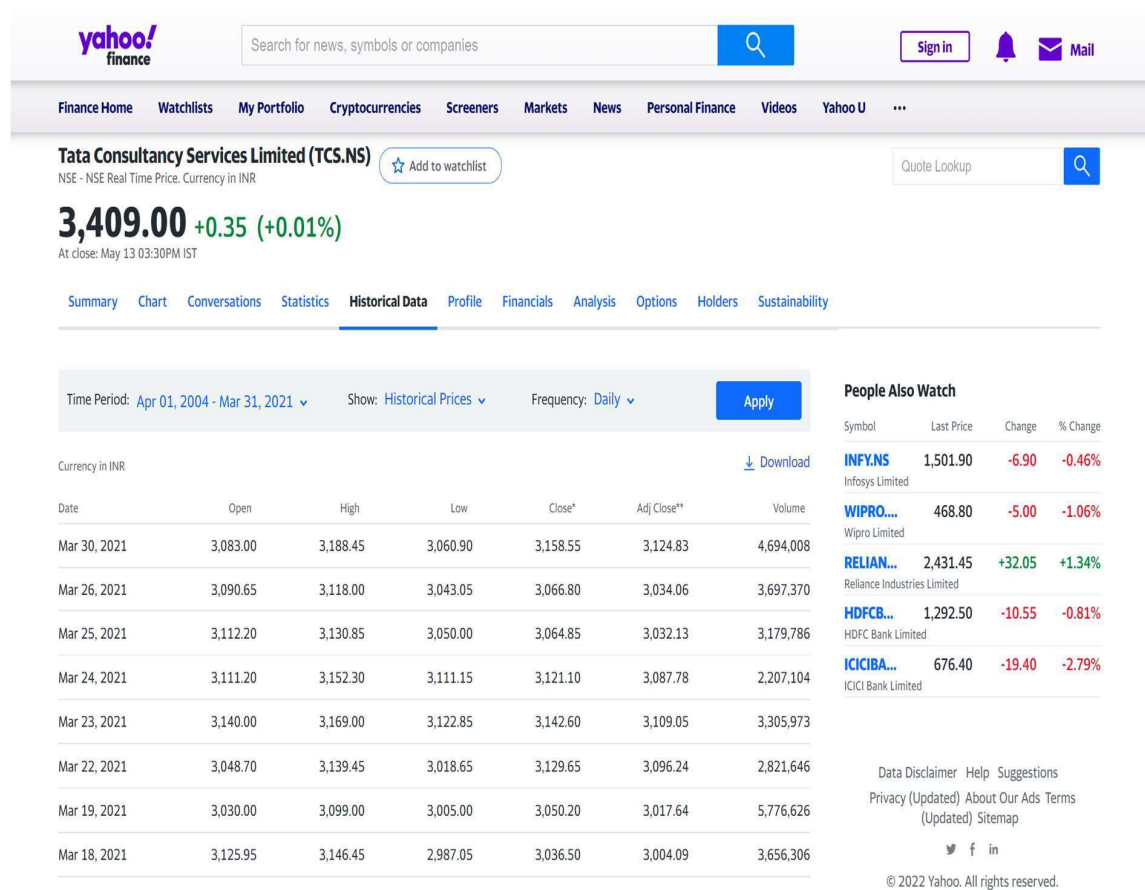 yahoo!
finance
Search for news, symbols or companies
Sign in
Mail
Finance Home Watchlists My Portfolio Cryptocurrencies Screeners Markets News Personal Finance Videos Yahoo U ...
Tata Consultancy Services Limited (TCS.NS)
Add to watchlist
NSE - NSE Real Time Price. Currency in INR
Quote Lookup
3,409.00 +0.35 (+0.01%)
At close: May 13 03:30PM IST
Summary Chart Conversations Statistics Historical Data Profile Financials Analysis Options Holders Sustainability
Time Period: Apr 01, 2004 - Mar 31, 2021 Show: Historical Prices Frequency: Daily Apply
Currency in INR Download
Date Open High Low Close* Adj Close** Volume
Mar 30, 2021 3,083.00 3,188.45 3,060.90 3,158.55 3,124.83 4,694,008
Mar 26, 2021 3,090.65 3,118.00 3,043.05 3,066.80 3,034.06 3,697,370
Mar 25, 2021 3,112.20 3,130.85 3,050.00 3,064.85 3,032.13 3,179,786
Mar 24, 2021 3,111.20 3,152.30 3,111.15 3,121.10 3,087.78 2,207,104
Mar 23, 2021 3,140.00 3,169.00 3,122.85 3,142.60 3,109.05 3,305,973
Mar 22, 2021 3,048.70 3,139.45 3,018.65 3,129.65 3,096.24 2,821,646
Mar 19, 2021 3,030.00 3,099.00 3,005.00 3,050.20 3,017.64 5,776,626
Mar 18, 2021 3,125.95 3,146.45 2,987.05 3,036.50 3,004.09 3,656,306
People Also Watch
Symbol Last Price Change % Change
INFY.NS 1,501.90 -6.90 -0.46%
Infosys Limited
WIPRO.... 468.80 -5.00 -1.06%
Wipro Limited
RELIAN... 2,431.45 +32.05 +1.34%
Reliance Industries Limited
HDFCB... 1,292.50 -10.55 -0.81%
HDFC Bank Limited
ICICIBA... 676.40 -19.40 -2.79%
ICICI Bank Limited
Data Disclaimer Help Suggestions
Privacy (Updated) About Our Ads Terms
(Updated) Sitemap
© 2022 Yahoo. All rights reserved.